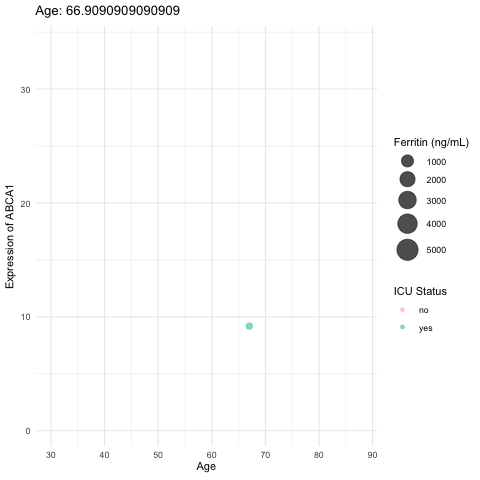 Age: 66.9090909090909
30
20
10
0
Expression of ABCA1
30 40 50 60 70 80 90
Age
Ferritin (ng/mL)
1000
2000
3000
4000
5000
ICU Status
no
yes